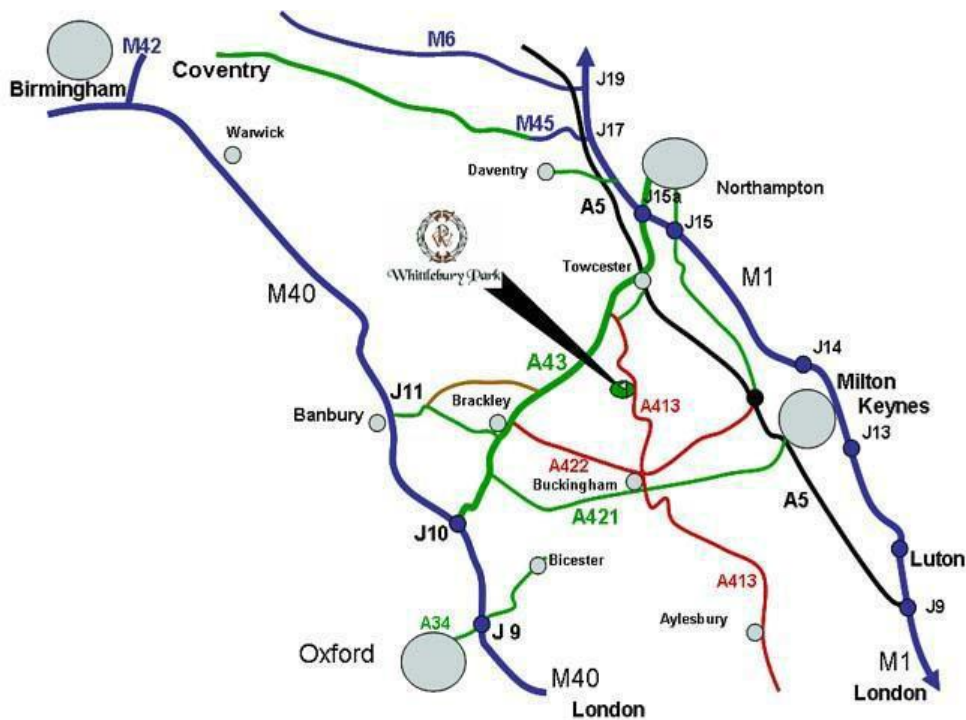 M42
M6
Coventry
Birmingham
J19
M45
J17
Warwick
Daventry
Northampton
J15a
A5
J15
Whittlebury Park
Towcester
M1
M40
J14
A43
Milton
Keynes
J11
Brackley
A413
Banbury
J13
A422
Buckingham
A421
A5
J10
Luton
Bicester
A413
J9
A34
J 9
Aylesbury
Oxford
M1
M40
London
London